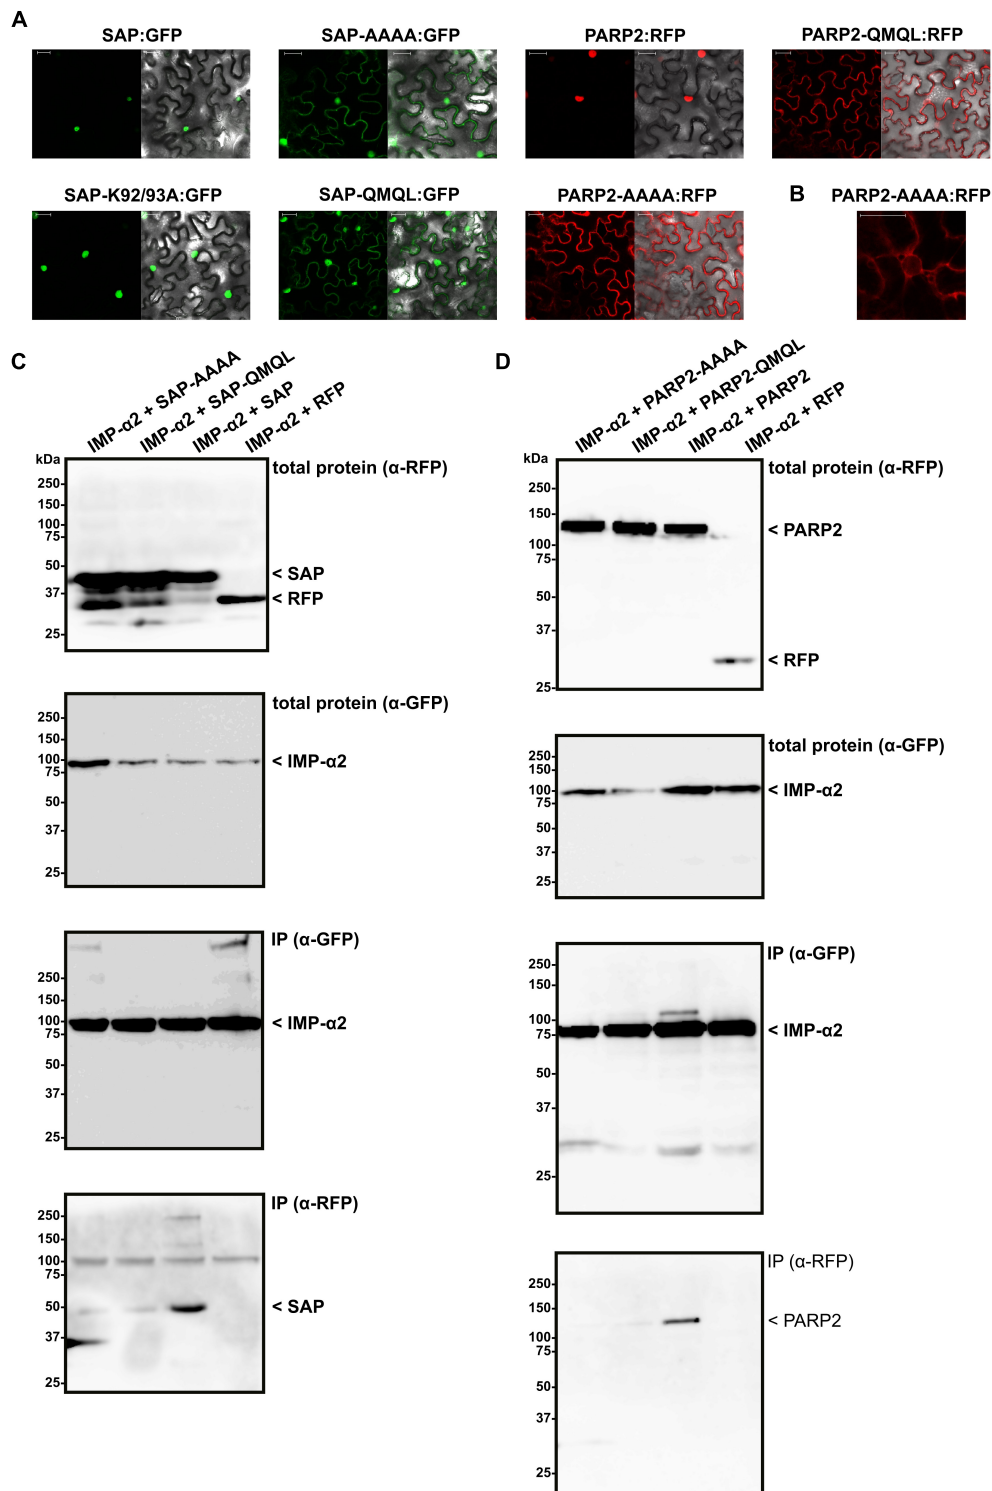 A
SAP:GFP
SAP-AAAA:GFP
PARP2:RFP
PARP2-QMQL:RFP
SAP-K92/93A:GFP
SAP-QMQL:GFP
PARP2-AAAA:RFP
B
PARP2-AAAA:RFP
C
IMP-α2 + SAP-AAAA
IMP-α2 + SAP-QMQL
IMP-α2 + SAP
IMP-α2 + RFP
kDa
total protein (α-RFP)
250
150
100
75
50
37
25
< SAP
< RFP
total protein (α-GFP)
250
150
100
75
50
37
25
< IMP-α2
IP (α-GFP)
250
150
100
75
50
37
25
< IMP-α2
IP (α-RFP)
250
150
100
75
50
37
25
< SAP
D
IMP-α2 + PARP2-AAAA
IMP-α2 + PARP2-QMQL
IMP-α2 + PARP2
IMP-α2 + RFP
kDa
total protein (α-RFP)
250
150
100
75
50
37
25
< PARP2
< RFP
total protein (α-GFP)
250
150
100
75
50
37
25
< IMP-α2
IP (α-GFP)
250
150
100
75
50
37
25
< IMP-α2
IP (α-RFP)
250
150
100
75
50
37
25
< PARP2